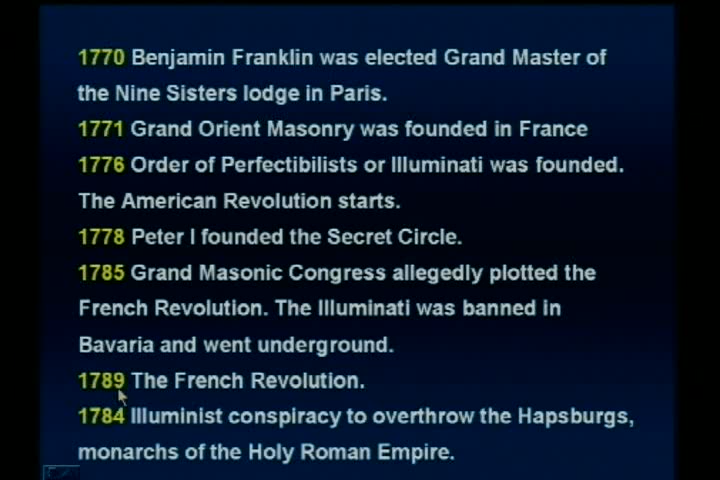 1770 Benjamin Franklin was elected Grand Master of
the Nine Sisters lodge in Paris.
1771 Grand Orient Masonry was founded in France
1776 Order of Perfectibilists or Illuminati was founded.
The American Revolution starts.
1778 Peter I founded the Secret Circle.
1785 Grand Masonic Congress allegedly plotted the
French Revolution. The Illuminati was banned in
Bavaria and went underground.
1789 The French Revolution.
1784 Illuminist conspiracy to overthrow the Hapsburgs,
monarchs of the Holy Roman Empire.